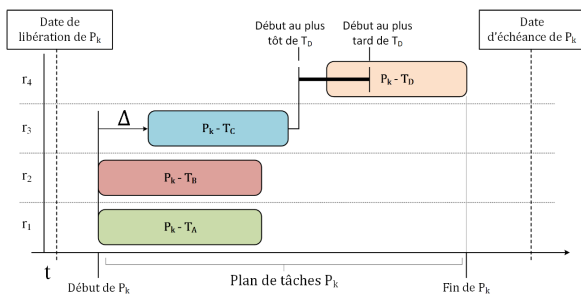 Date de
libération de Pk
Début au plus
tôt de TD
Début au plus
tard de TD
Date
d'échéance de Pk
r4
Pk - TD
r3
Δ
Pk - TC
r2
Pk - TB
r1
Pk - TA
t
Début de Pk
Plan de tâches Pk
Fin de Pk